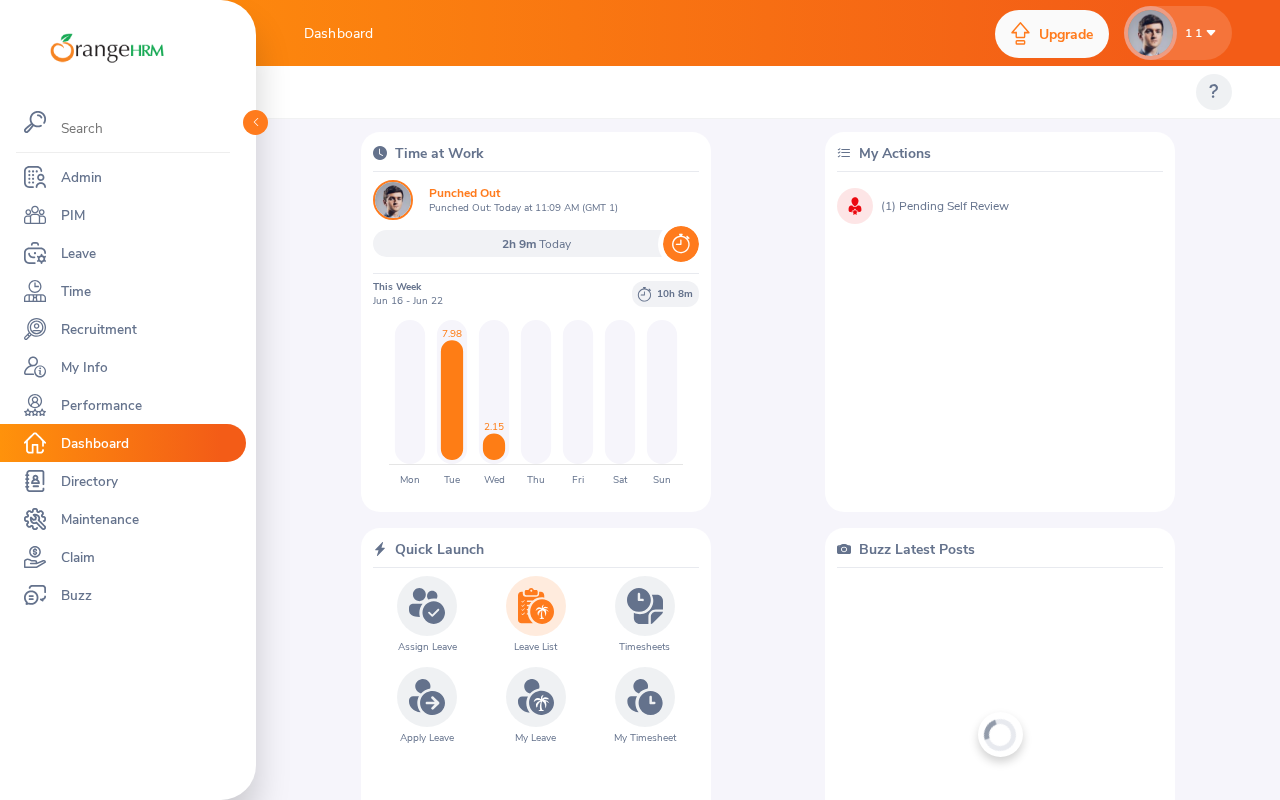 OrangeHRM
Search
Admin
PIM
Leave
Time
Recruitment
My Info
Performance
Dashboard
Directory
Maintenance
Claim
Buzz
Dashboard
Upgrade
1 1
?
Time at Work
Punched Out
Punched Out: Today at 11:09 AM (GMT 1)
2h 9m Today
This Week
Jun 16 - Jun 22
10h 8m
7.98
2.15
Mon Tue Wed Thu Fri Sat Sun
My Actions
(1) Pending Self Review
Quick Launch
Assign Leave
Leave List
Timesheets
Apply Leave
My Leave
My Timesheet
Buzz Latest Posts